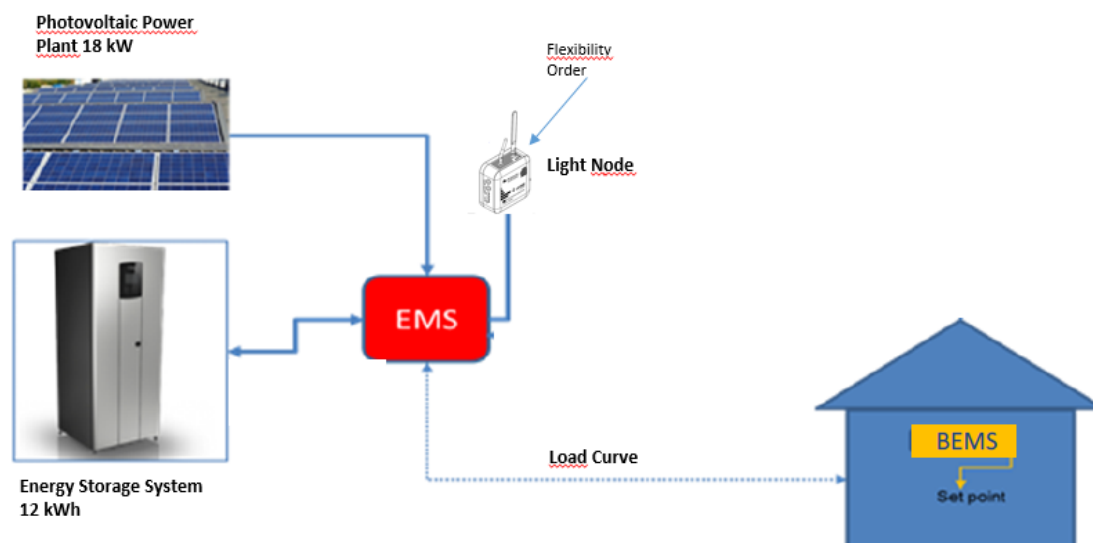 Photovoltaic Power
Plant 18 kW
Flexibility
Order
Light Node
EMS
BEMS
Set point
Load Curve
Energy Storage System
12 kWh